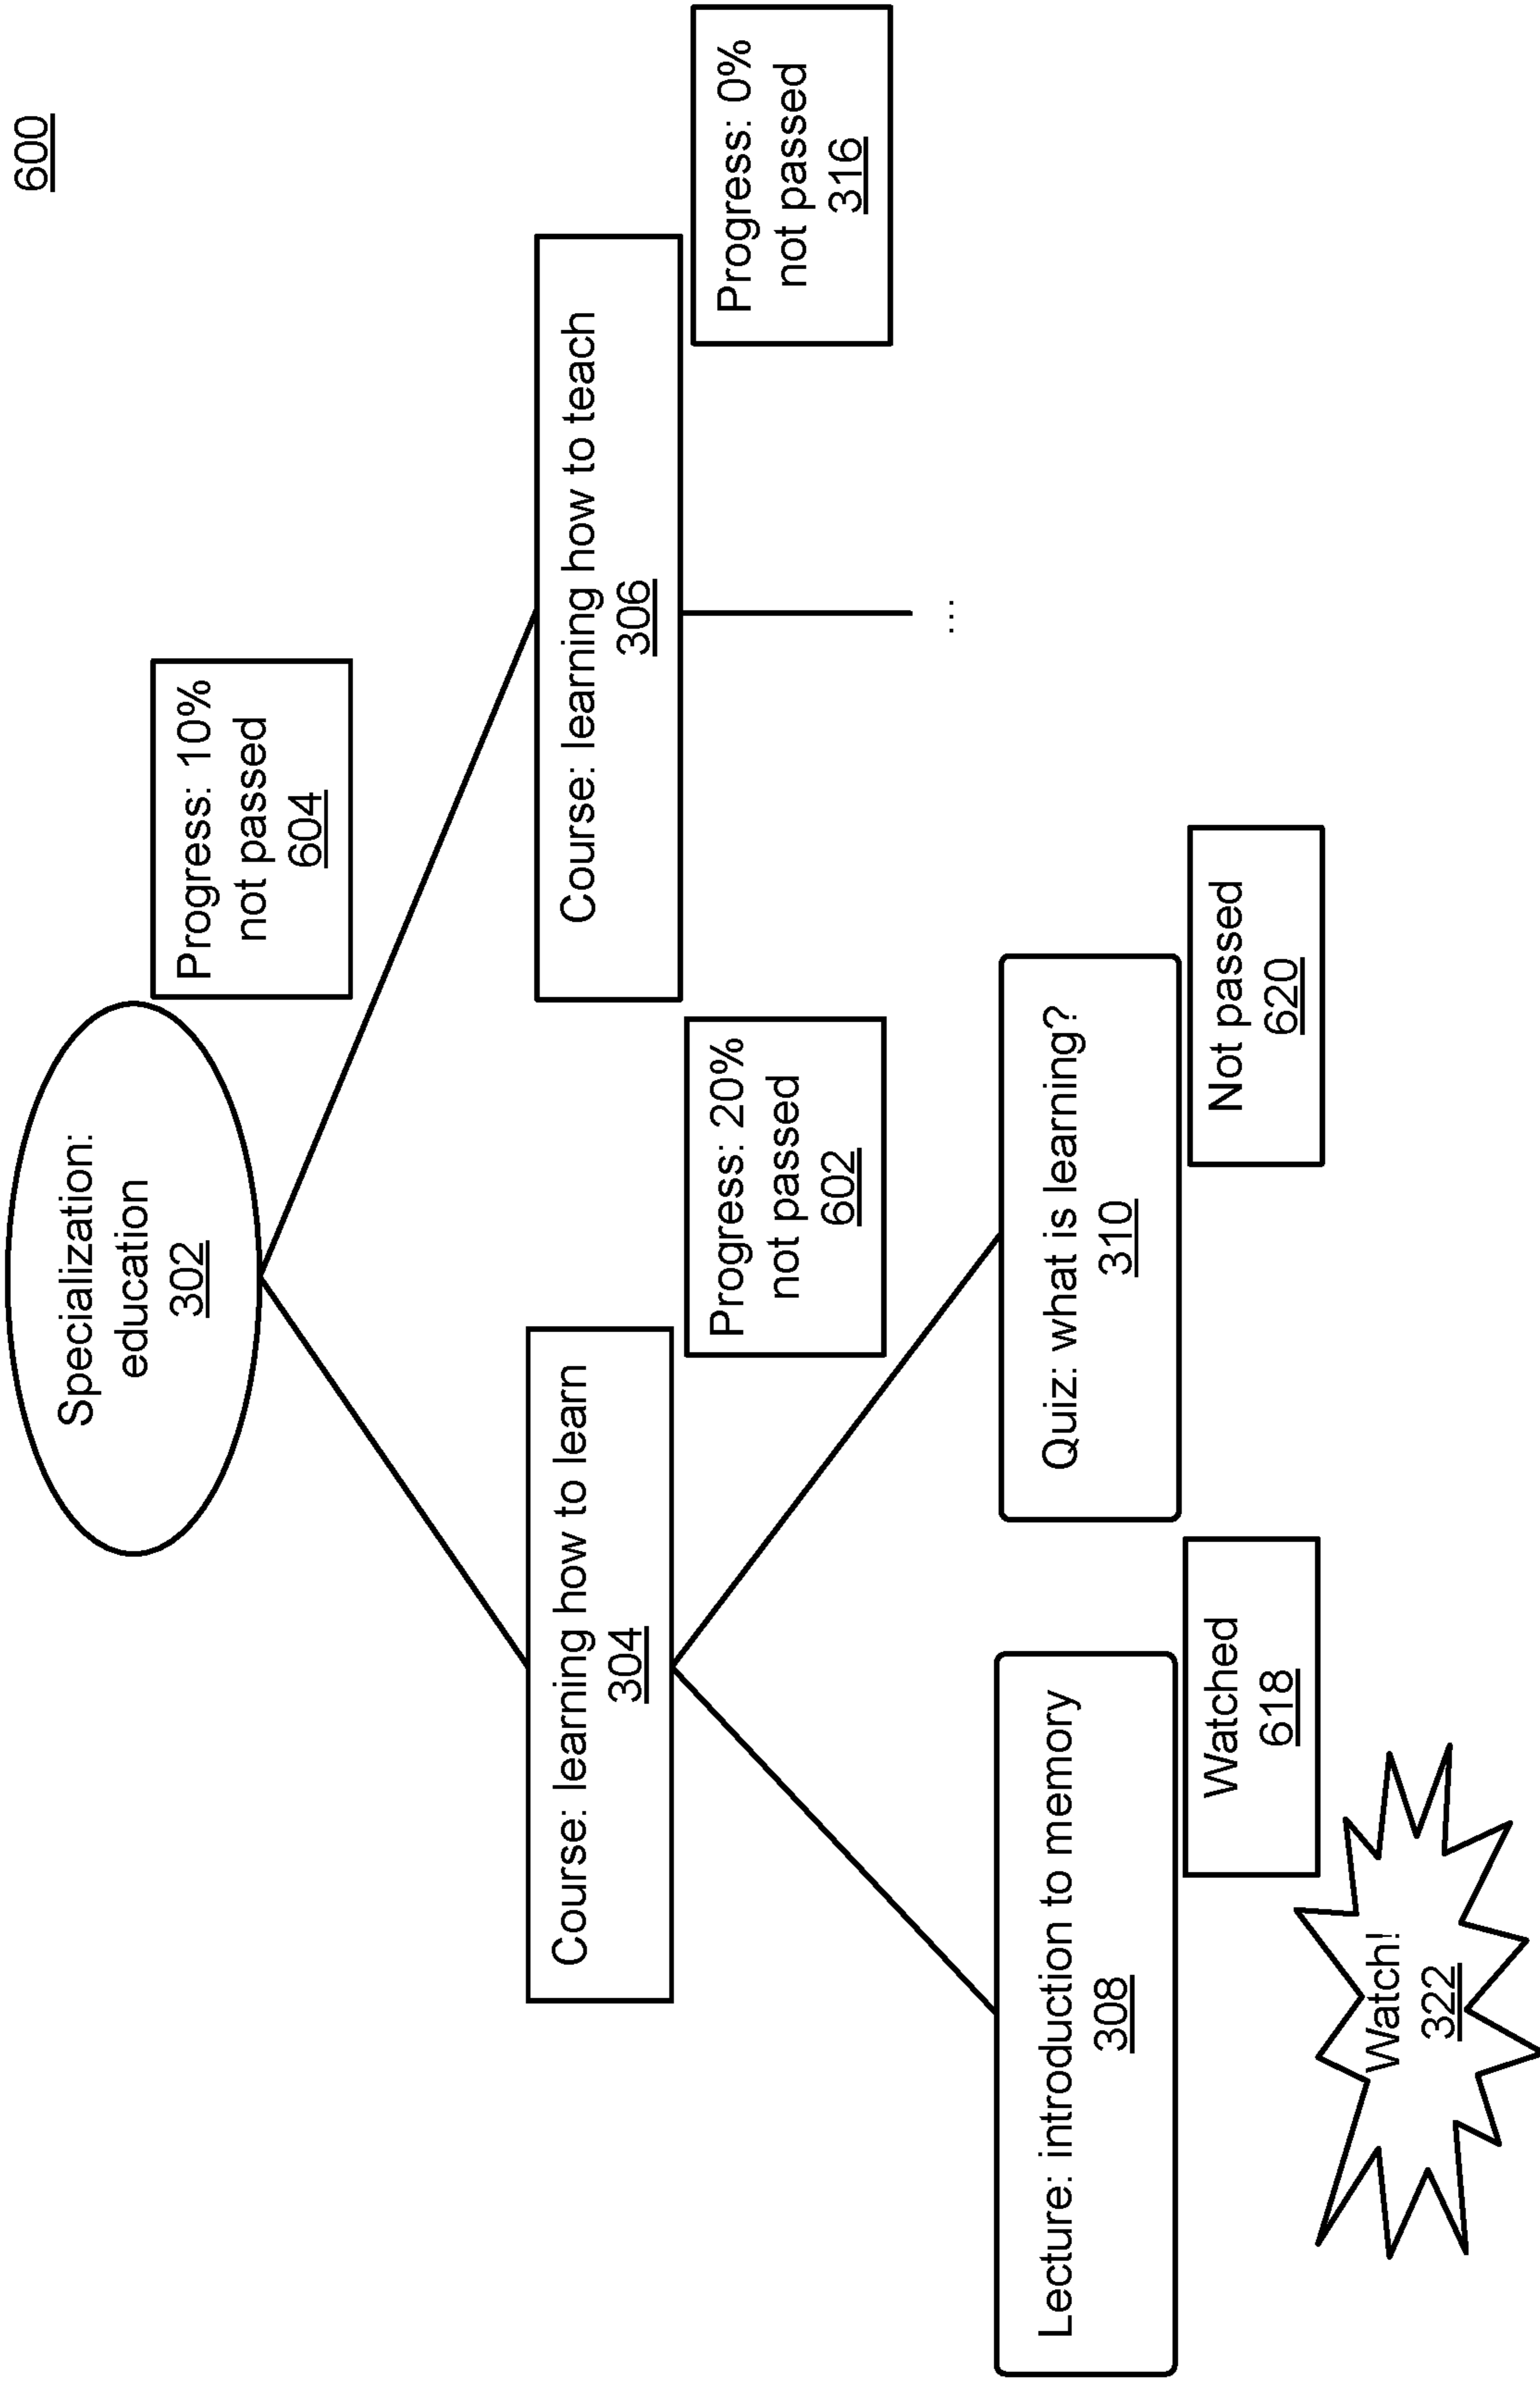 600
Specialization:
education
302
Progress: 10%
not passed
604
Course: learning how to learn
304
Progress: 20%
not passed
602
Course: learning how to teach
306
Progress: 0%
not passed
316
...
Lecture: introduction to memory
308
Watched
618
Quiz: what is learning?
310
Not passed
620
Watch!
322